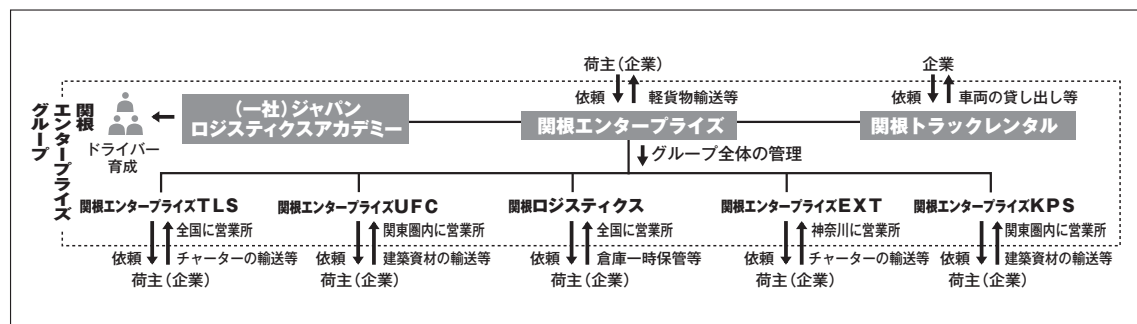 荷主(企業)
依頼
軽貨物輸送等
企業
依頼
車両の貸し出し等
関根
エンタープライズ
グループ
ドライバー
育成
(一社)ジャパン
ロジスティクスアカデミー
関根エンタープライズ
関根トラックレンタル
グループ全体の管理
関根エンタープライズTLS
全国に営業所
依頼
チャーターの輸送等
荷主(企業)
関根エンタープライズUFC
関東圏内に営業所
依頼
建築資材の輸送等
荷主(企業)
関根ロジスティクス
全国に営業所
依頼
倉庫一時保管等
荷主(企業)
関根エンタープライズEXT
神奈川に営業所
依頼
チャーターの輸送等
荷主(企業)
関根エンタープライズKPS
関東圏内に営業所
依頼
建築資材の輸送等
荷主(企業)